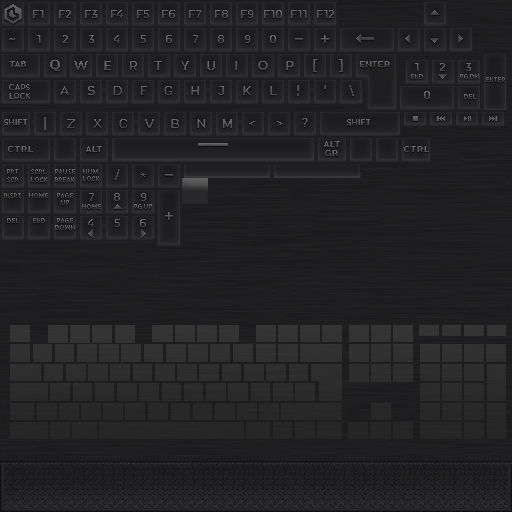 F1 F2 F3 F4 F5 F6 F7 F8 F9 F10 F11 F12
~ 1 2 3 4 5 6 7 8 9 0 − +
TAB Q W E R T Y U I O P [ ] ENTER
1 END 2 3 PG DN ENTER
CAPS LOCK A S D F G H J K L ! ' \
0 DEL
SHIFT | Z X C V B N M < > ? SHIFT
CTRL ALT ALT GR CTRL
PRT SCR SCRL LOCK PAUSE BREAK NUM LOCK / * −
INSRT HOME PAGE UP 7 HOME 8 9 PG UP +
DEL END PAGE DOWN 4 5 6